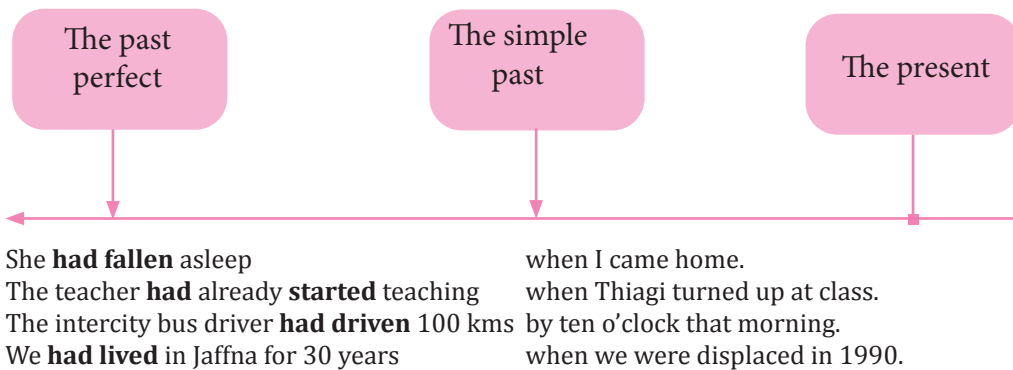 The past
perfect
The simple
past
The present
She had fallen asleep when I came home.
The teacher had already started teaching when Thiagi turned up at class.
The intercity bus driver had driven 100 kms by ten o’clock that morning.
We had lived in Jaffna for 30 years when we were displaced in 1990.